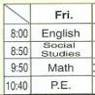 Fri.
8:00 English
8:50 Social
Studies
9:50 Math
10:40 P.E.